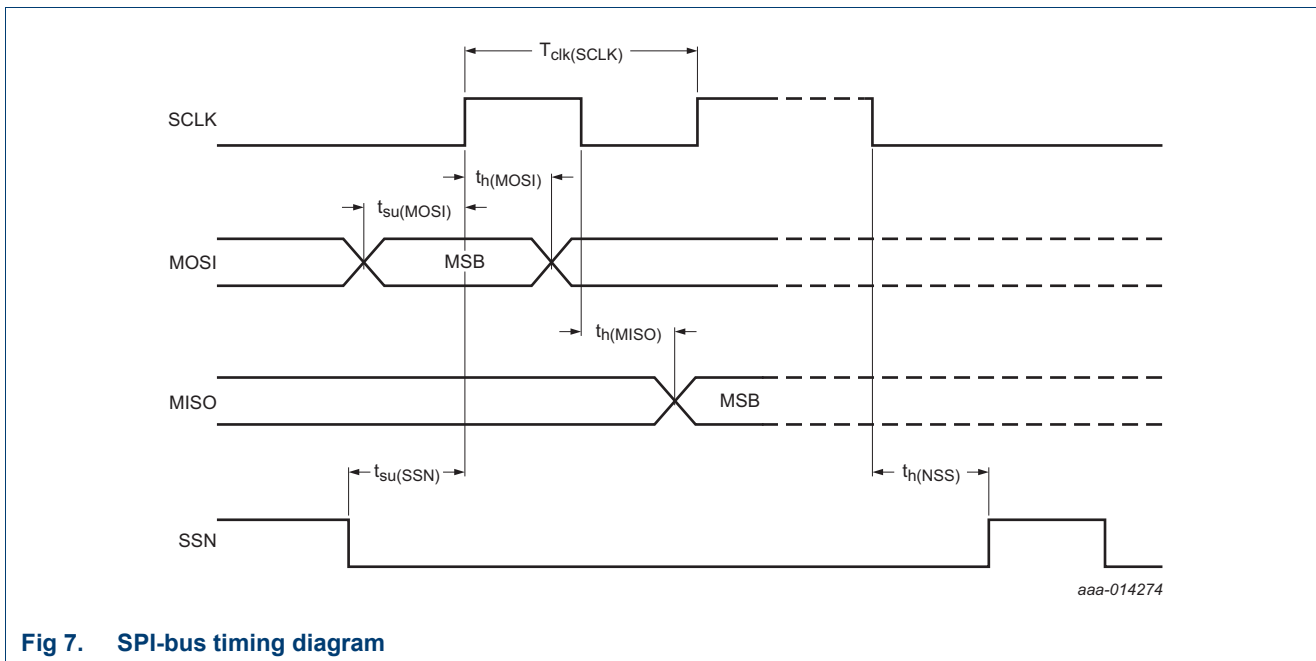 Tclk(SCLK)
SCLK
th(MOSI)
tsu(MOSI)
MOSI
MSB
th(MISO)
MISO
MSB
tsu(SSN)
th(NSS)
SSN
aaa-014274
Fig 7. SPI-bus timing diagram